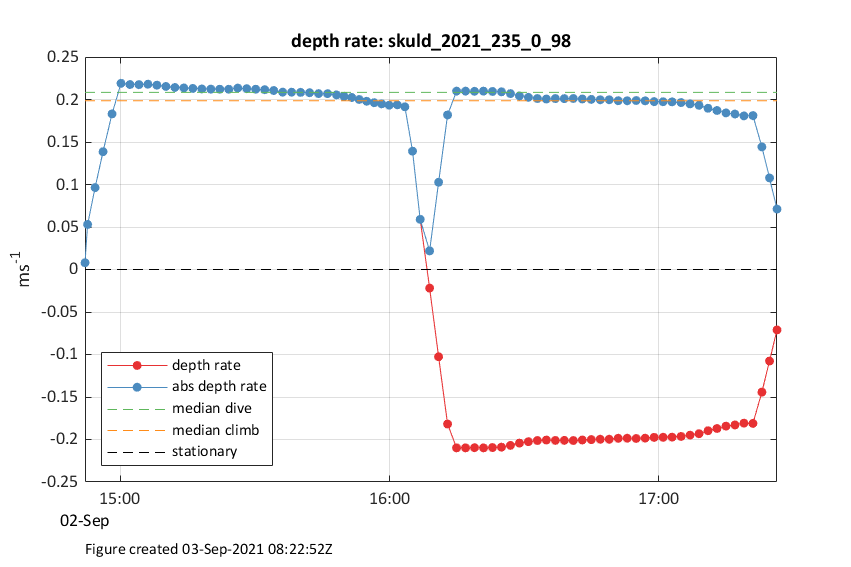 depth rate: skuld_2021_235_0_98
0.25
0.2
0.15
0.1
0.05
0
-0.05
-0.1
-0.15
-0.2
-0.25
ms-1
depth rate
abs depth rate
median dive
median climb
stationary
15:00 16:00 17:00
02-Sep
Figure created 03-Sep-2021 08:22:52Z